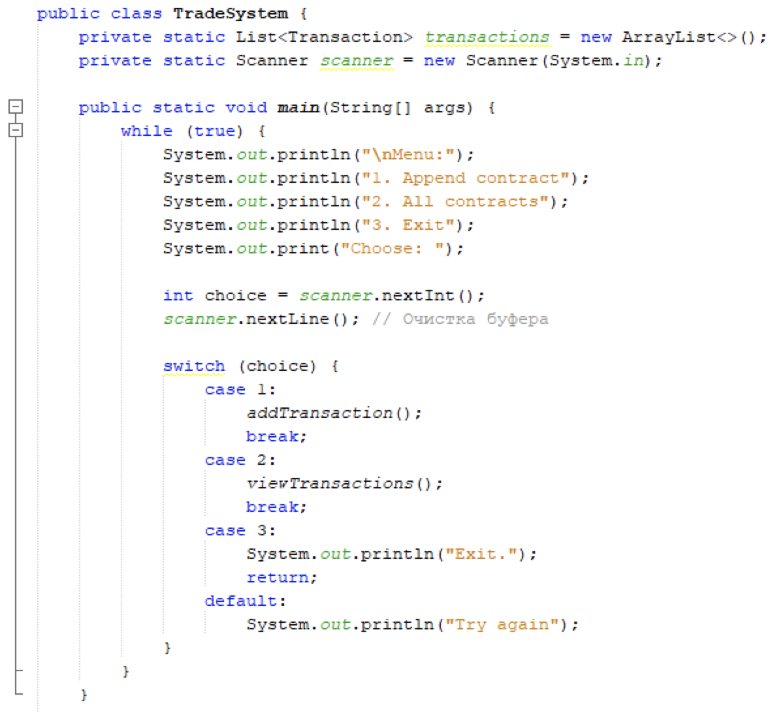 public class TradeSystem {
    private static List<Transaction> transactions = new ArrayList<>();
    private static Scanner scanner = new Scanner(System.in);

    public static void main(String[] args) {
        while (true) {
            System.out.println("\nMenu:");
            System.out.println("1. Append contract");
            System.out.println("2. All contracts");
            System.out.println("3. Exit");
            System.out.print("Choose: ");

            int choice = scanner.nextInt();
            scanner.nextLine(); // Очистка буфера

            switch (choice) {
                case 1:
                    addTransaction();
                    break;
                case 2:
                    viewTransactions();
                    break;
                case 3:
                    System.out.println("Exit.");
                    return;
                default:
                    System.out.println("Try again");
            }
        }
    }